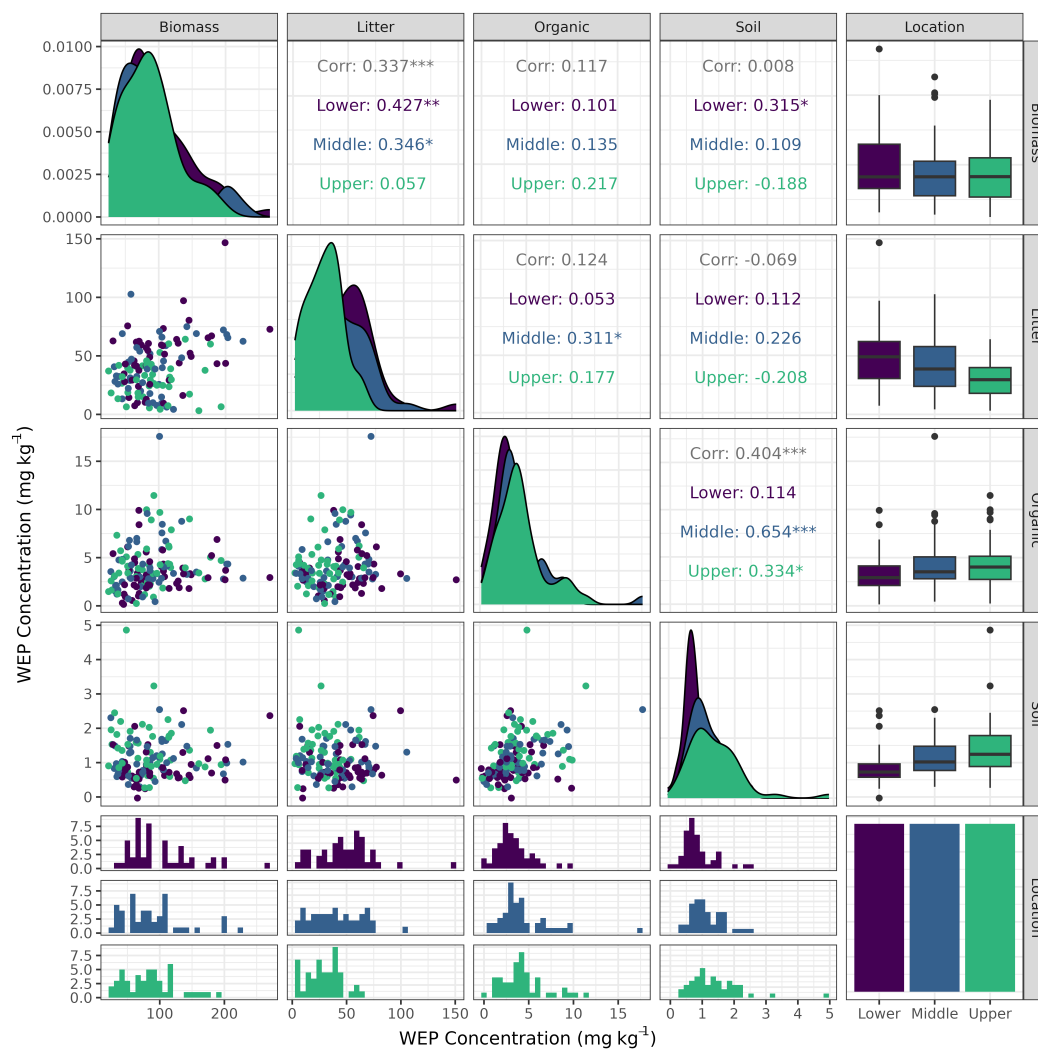 Biomass Litter Organic Soil Location
0.0100
0.0075
0.0050
0.0025
0.0000
Corr: 0.337***
Lower: 0.427**
Middle: 0.346*
Upper: 0.057
Corr: 0.117
Lower: 0.101
Middle: 0.135
Upper: 0.217
Corr: 0.008
Lower: 0.315*
Middle: 0.109
Upper: -0.188
Biomass
150
100
50
0
Corr: 0.124
Lower: 0.053
Middle: 0.311*
Upper: 0.177
Corr: -0.069
Lower: 0.112
Middle: 0.226
Upper: -0.208
Litter
15
10
5
0
Corr: 0.404***
Lower: 0.114
Middle: 0.654***
Upper: 0.334*
Organic
5
4
3
2
1
0
Soil
7.5
5.0
2.5
0.0
7.5
5.0
2.5
0.0
7.5
5.0
2.5
0.0
Location
100 200
0 50 100 150
0 5 10 15
0 1 2 3 4 5
Lower Middle Upper
WEP Concentration (mg kg⁻¹)
WEP Concentration (mg kg⁻¹)